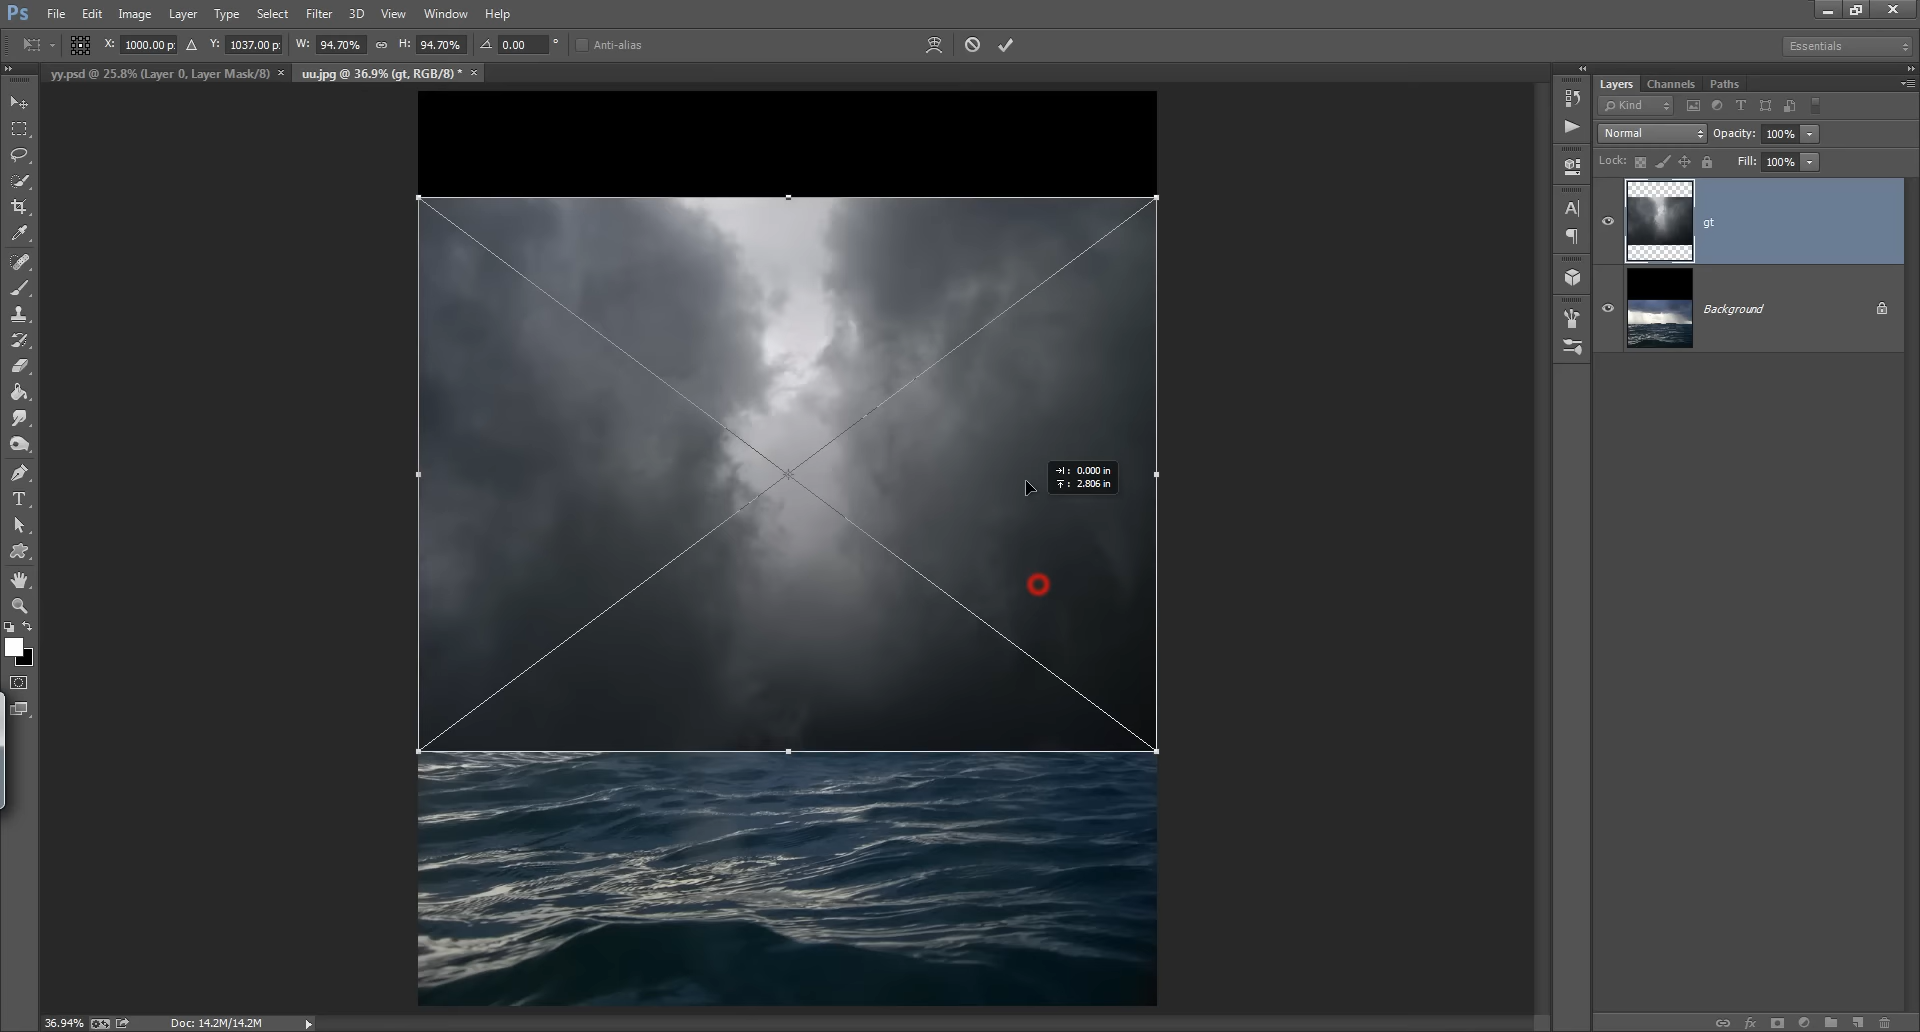 Ps File Edit Image Layer Type Select Filter 3D View Window Help
X: 1000.00 p: Y: 1037.00 p: W: 94.70% H: 94.70% 0.00 ° Anti-alias Essentials
yy.psd @ 25.8% (Layer 0, Layer Mask/8) × uu.jpg @ 36.9% (gt, RGB/8) * ×
Layers Channels Paths
Kind
Normal Opacity: 100%
Lock: Fill: 100%
gt
Background
0.000 in
2.806 in
36.94% Doc: 14.2M/14.2M